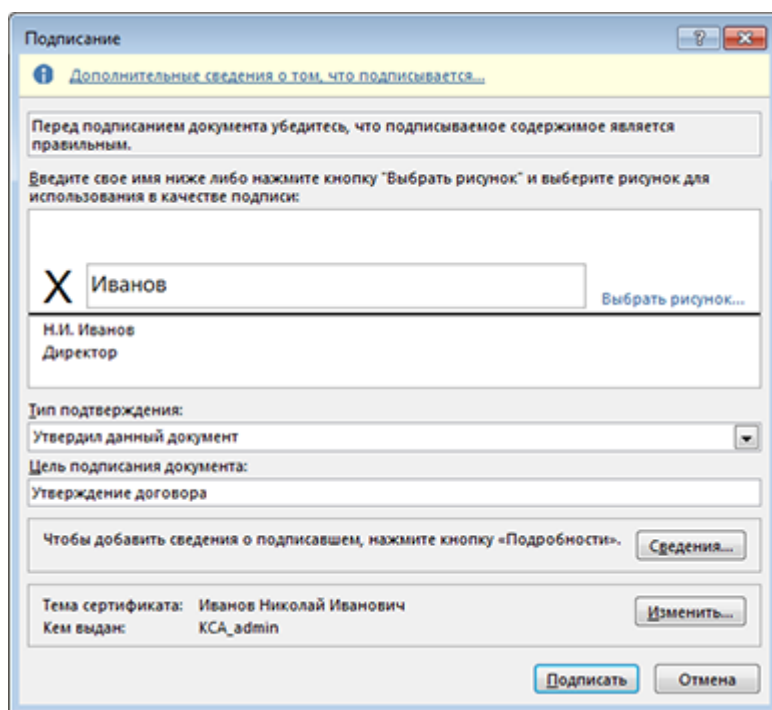 Подписание
Дополнительные сведения о том, что подписывается...
Перед подписанием документа убедитесь, что подписываемое содержимое является
правильным.
Введите свое имя ниже либо нажмите кнопку "Выбрать рисунок" и выберите рисунок для
использования в качестве подписи:
X Иванов
Выбрать рисунок...
Н.И. Иванов
Директор
Тип подтверждения:
Утвердил данный документ
Цель подписания документа:
Утверждение договора
Чтобы добавить сведения о подписавшем, нажмите кнопку «Подробности». Сведения...
Тема сертификата: Иванов Николай Иванович
Изменить...
Кем выдан: KCA_admin
Подписать Отмена